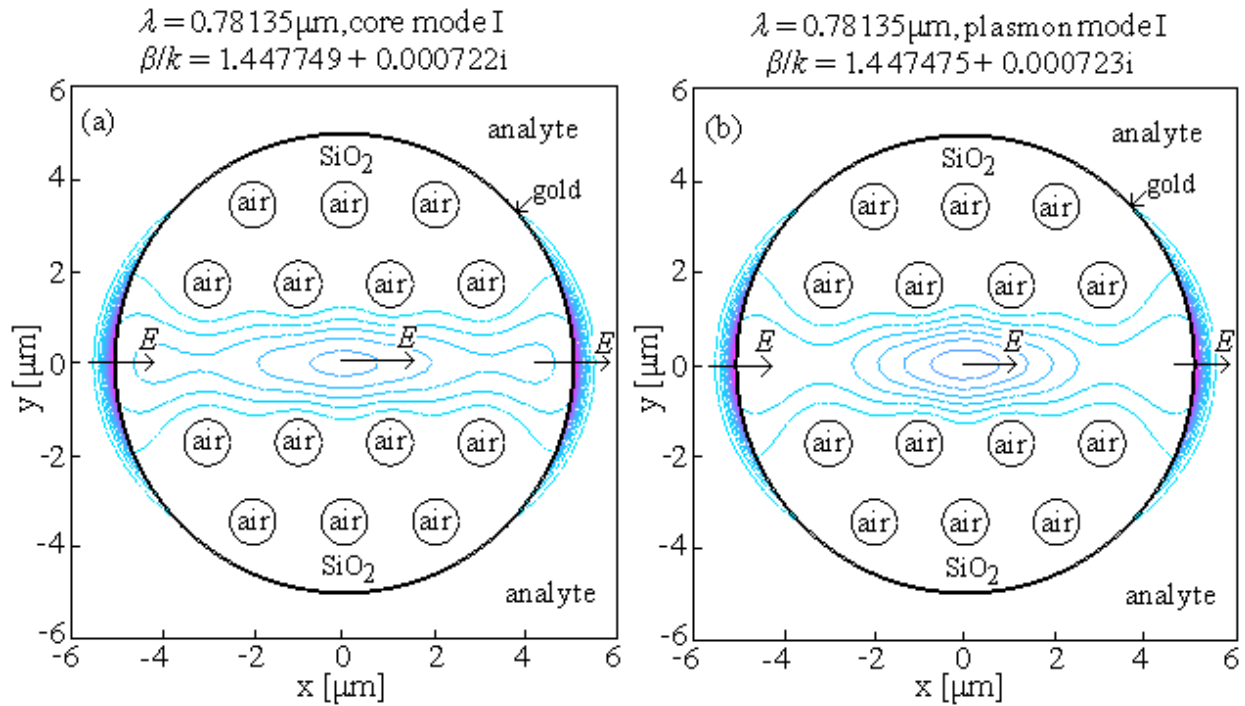 λ = 0.78135μm, core mode I
β/k = 1.447749 + 0.000722i
(a)
analyte
SiO2
gold
air air air
air air air air
E E E
air air air air
air air air
SiO2
analyte
6
4
2
0
-2
-4
-6
y [μm]
-6 -4 -2 0 2 4 6
x [μm]
λ = 0.78135μm, plasmon mode I
β/k = 1.447475 + 0.000723i
(b)
analyte
SiO2
gold
air air air
air air air air
E E E
air air air air
air air air
SiO2
analyte
6
4
2
0
-2
-4
-6
y [μm]
-6 -4 -2 0 2 4 6
x [μm]